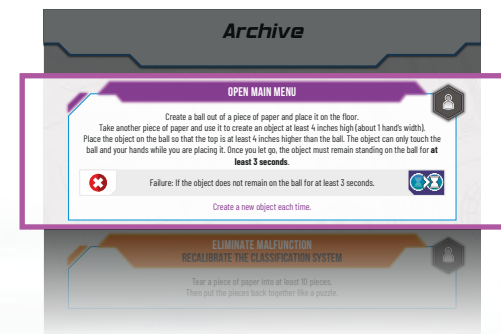 Archive
OPEN MAIN MENU
Create a ball out of a piece of paper and place it on the floor.
Take another piece of paper and use it to create an object at least 4 inches high (about 1 hand's width).
Place the object on the ball so that the top is at least 4 inches higher than the ball. The object can only touch the
ball and your hands while you are placing it. Once you let go, the object must remain standing on the ball for at
least 3 seconds.
Failure: If the object does not remain on the ball for at least 3 seconds.
Create a new object each time.
ELIMINATE MALFUNCTION
RECALIBRATE THE CLASSIFICATION SYSTEM
Tear a piece of paper into at least 10 pieces.
Then put the pieces back together like a puzzle.